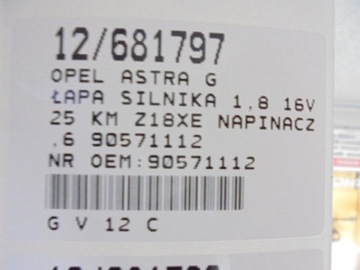 12/681797
OPEL ASTRA G
ŁAPA SILNIKA 1,8 16V
25 KM Z18XE NAPINACZ
,6 90571112
NR OEM:90571112
G V 12 C